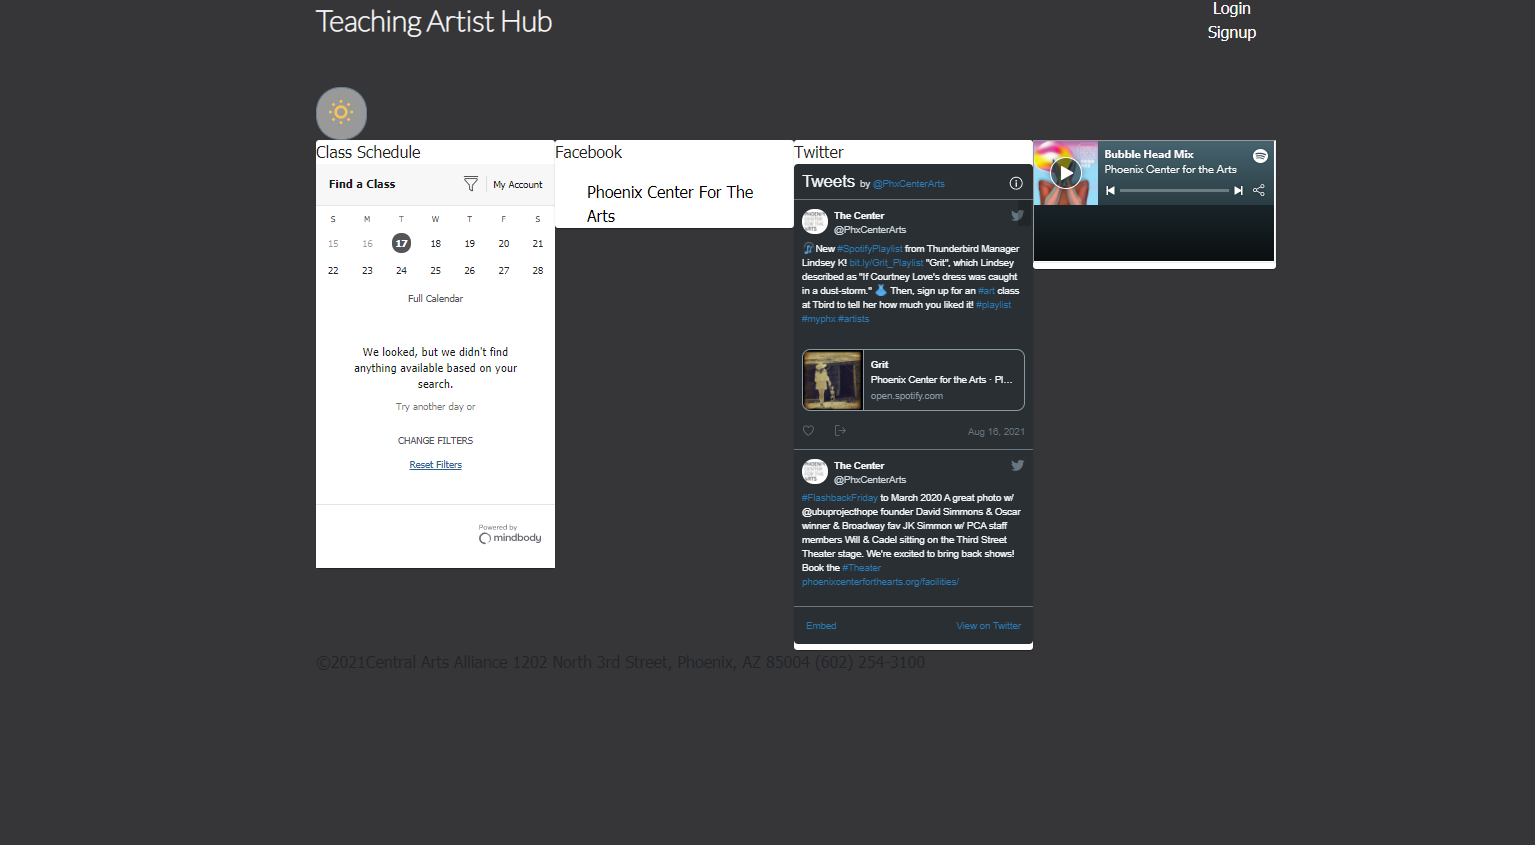 Teaching Artist Hub
Login
Signup
Class Schedule
Find a Class
My Account
S M T W T F S
15 16 17 18 19 20 21
22 23 24 25 26 27 28
Full Calendar
We looked, but we didn't find
anything available based on your
search.
Try another day or
CHANGE FILTERS
Reset Filters
Powered by
mindbody
Facebook
Phoenix Center For The
Arts
Twitter
Tweets by @PhxCenterArts
The Center
@PhxCenterArts
New #SpotifyPlaylist from Thunderbird Manager
Lindsey K! bit.ly/Grit_Playlist "Grit", which Lindsey
described as "If Courtney Love's dress was caught
in a dust-storm." 👗 Then, sign up for an #art class
at Tbird to tell her how much you liked it! #playlist
#myphx #artists
Grit
Phoenix Center for the Arts · Pl...
open.spotify.com
Aug 16, 2021
PHOENIX
CENTER
FOR THE
ARTS
The Center
@PhxCenterArts
#FlashbackFriday to March 2020 A great photo w/
@ubuprojecthope founder David Simmons & Oscar
winner & Broadway fav JK Simmon w/ PCA staff
members Will & Cadel sitting on the Third Street
Theater stage. We're excited to bring back shows!
Book the #Theater
phoenixcenterforthearts.org/facilities/
Embed
View on Twitter
Bubble Head Mix
Phoenix Center for the Arts
©2021Central Arts Alliance 1202 North 3rd Street, Phoenix, AZ 85004 (602) 254-3100